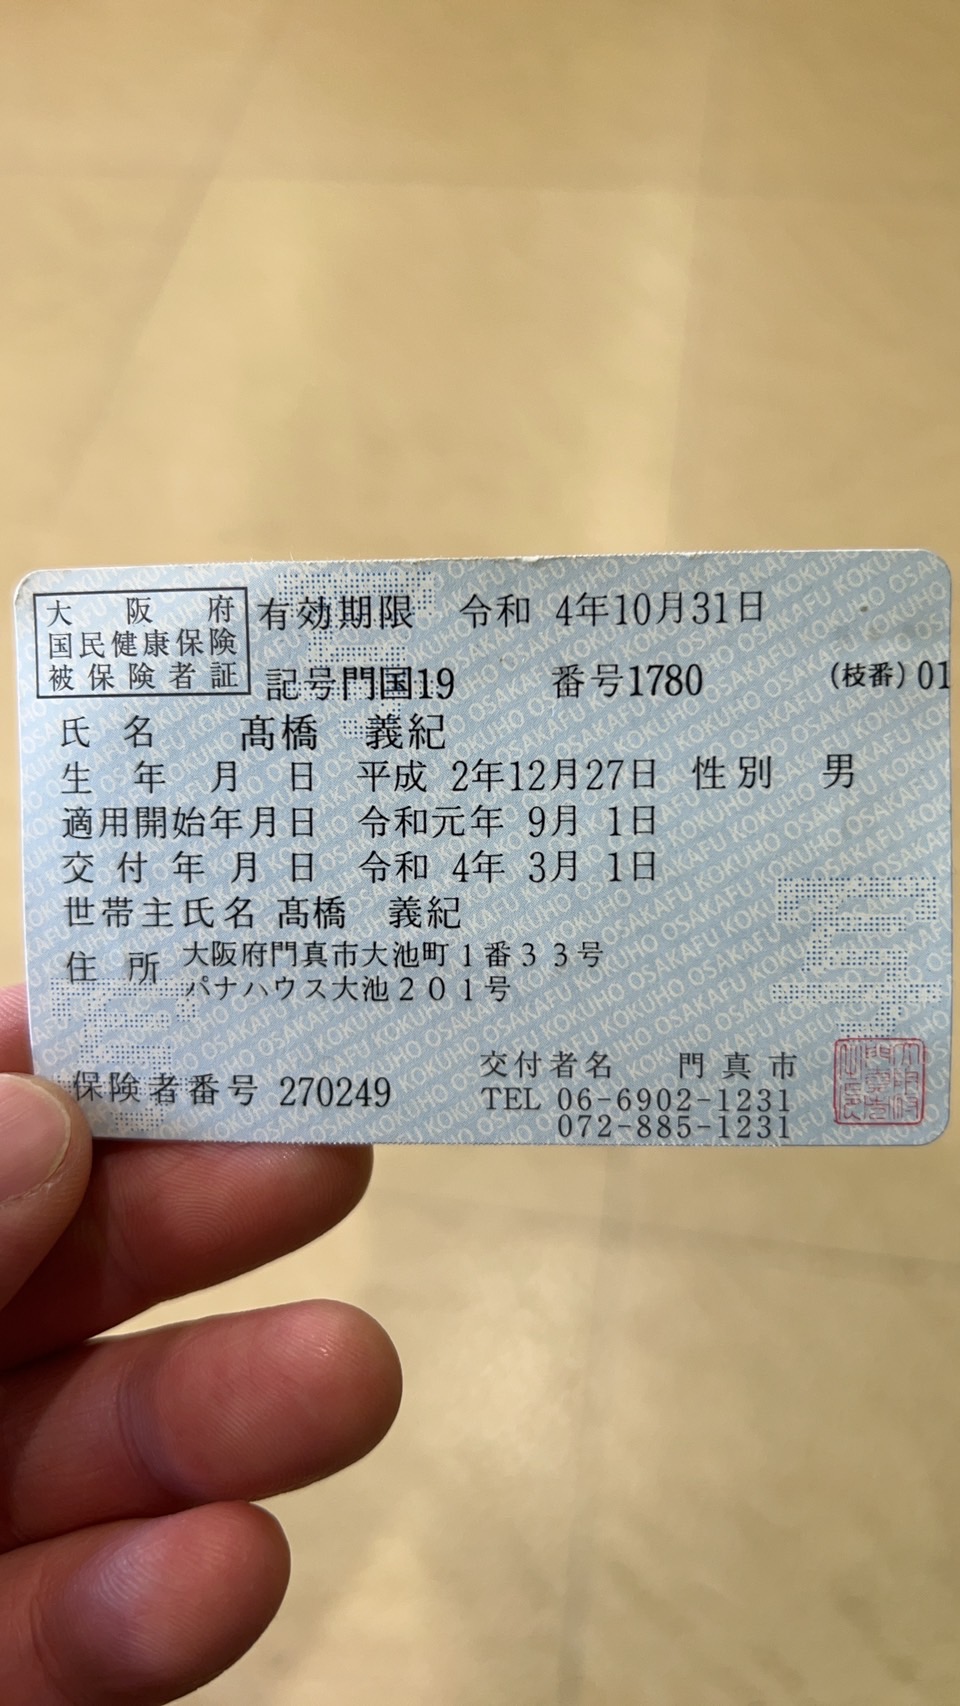 大阪府
国民健康保険
被保険者証
有効期限 令和 4年10月31日
記号門国19 番号1780 (枝番)01
氏名 髙橋 義紀
生年月日 平成 2年12月27日 性別 男
適用開始年月日 令和元年 9月 1日
交付年月日 令和 4年 3月 1日
世帯主氏名 髙橋 義紀
住所 大阪府門真市大池町1番33号
パナハウス大池201号
保険者番号 270249
交付者名 門真市
TEL 06-6902-1231
072-885-1231